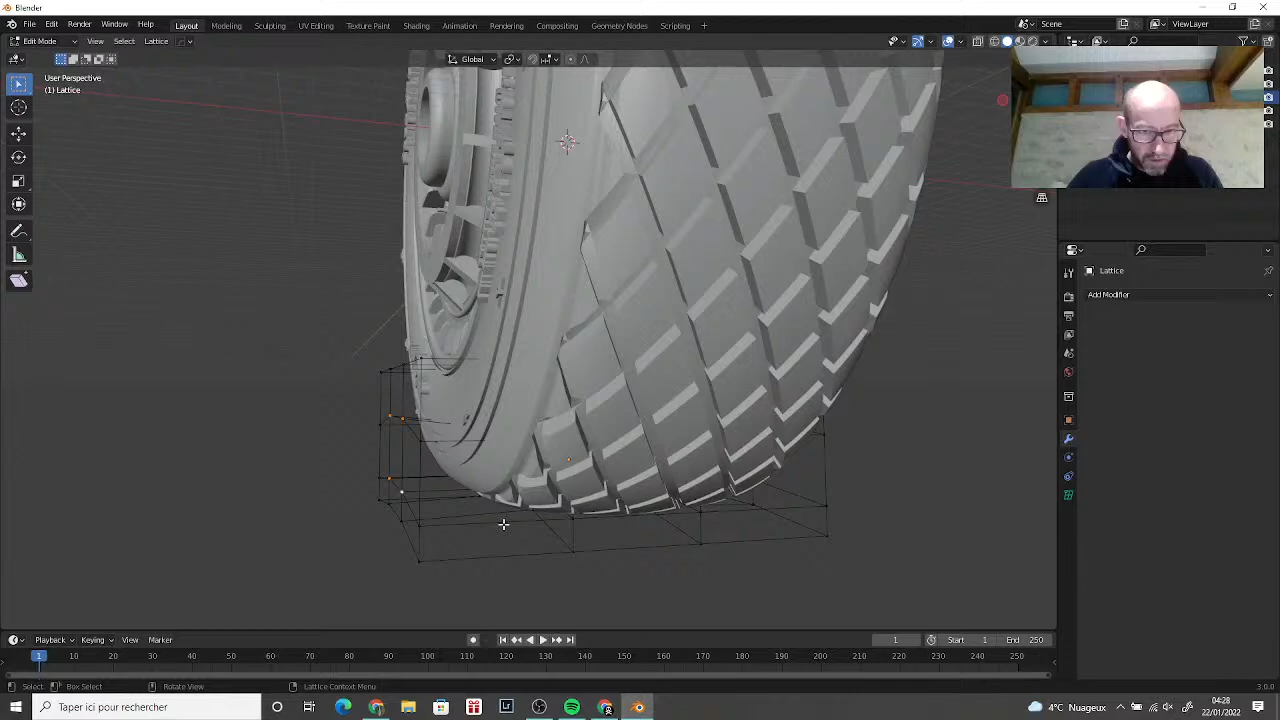 Blender
File Edit Render Window Help Layout Modeling Sculpting UV Editing Texture Paint Shading Animation Rendering Compositing Geometry Nodes Scripting + Scene ViewLayer
Edit Mode View Select Lattice
Global
User Perspective
(1) Lattice
Lattice
Add Modifier
Playback Keying View Marker 1 Start 1 End 250
1 10 20 30 40 50 60 70 80 90 100 110 120 130 140 150 160 170 180 190 200 210 220 230 240 250
Select Box Select Rotate View Lattice Context Menu 3.0.0
Taper ici pour rechercher 4°C Nuageux 04:28
22/01/2022